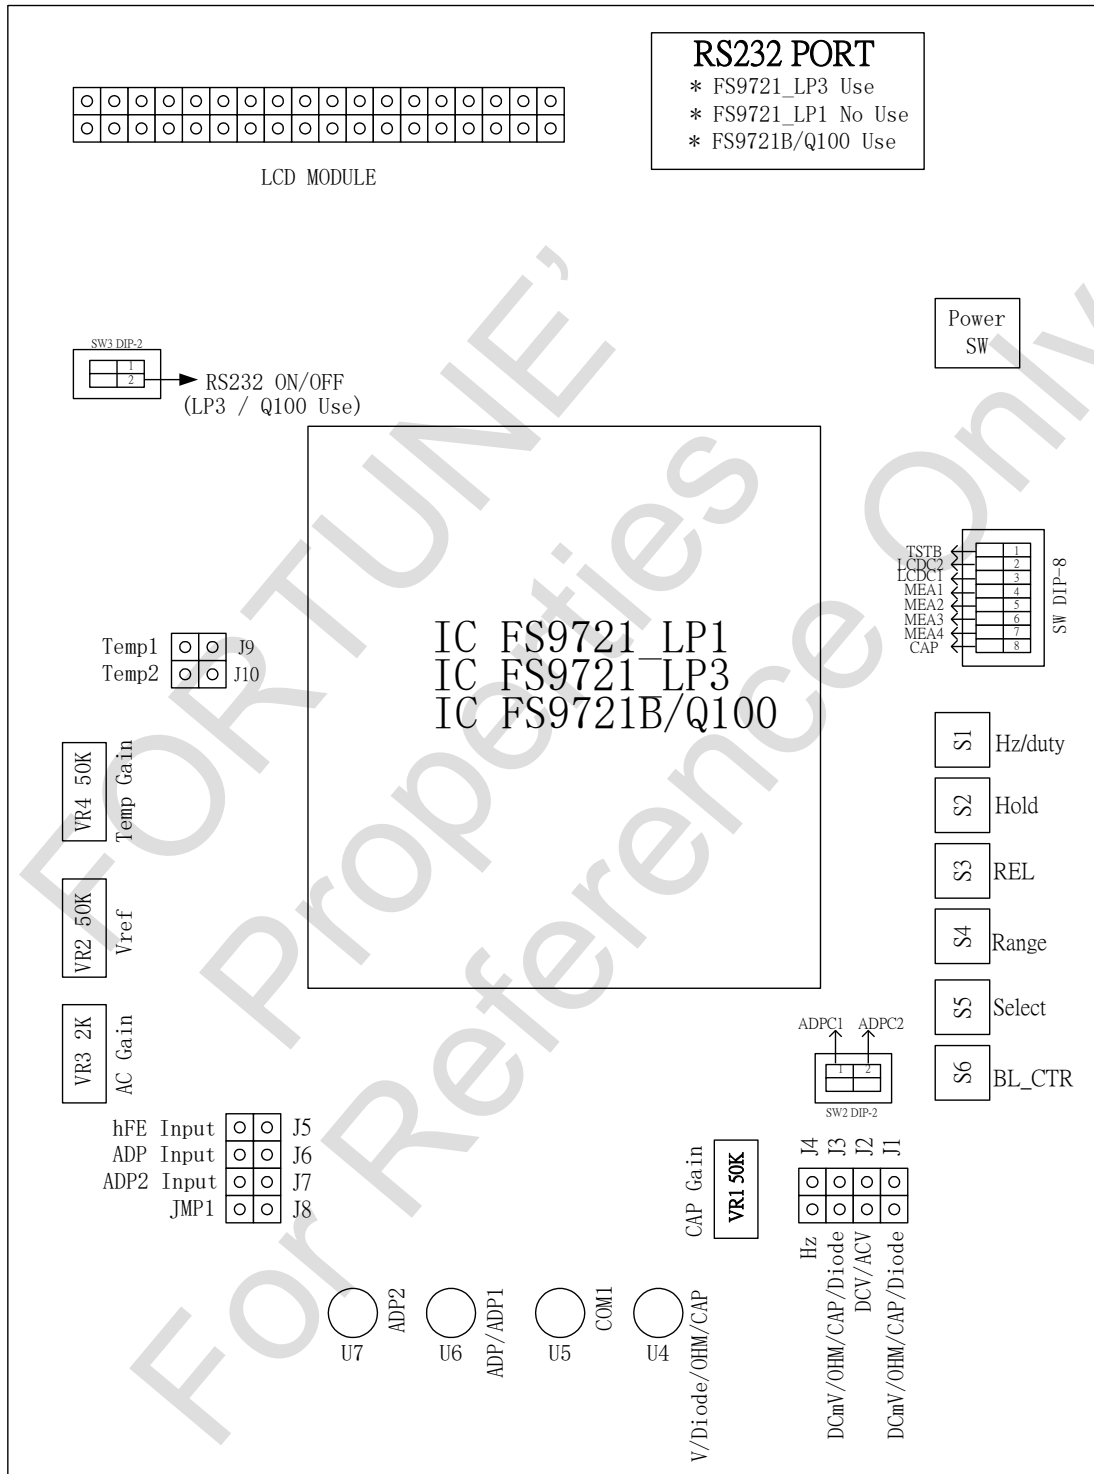 RS232 PORT
* FS9721_LP3 Use
* FS9721_LP1 No Use
* FS9721B/Q100 Use
LCD MODULE
Power
SW
SW3 DIP-2
1
2
RS232 ON/OFF
(LP3 / Q100 Use)
IC FS9721_LP1
IC FS9721_LP3
IC FS9721B/Q100
TSTB 1
LCDC2 2
LCDC1 3
MEA1 4
MEA2 5
MEA3 6
MEA4 7
CAP 8
SW DIP-8
Temp1 J9
Temp2 J10
S1 Hz/duty
S2 Hold
S3 REL
S4 Range
S5 Select
S6 BL_CTR
VR4 50K
Temp Gain
VR2 50K
Vref
VR3 2K
AC Gain
ADPC1 ADPC2
1 2
SW2 DIP-2
hFE Input J5
ADP Input J6
ADP2 Input J7
JMP1 J8
CAP Gain
VR1 50K
J4 J3 J2 J1
Hz
DCmV/OHM/CAP/Diode
DCV/ACV
DCmV/OHM/CAP/Diode
U7
ADP2
U6
ADP/ADP1
U5
COM1
U4
V/Diode/OHM/CAP
FORTUNE'
Properties
For Reference Only